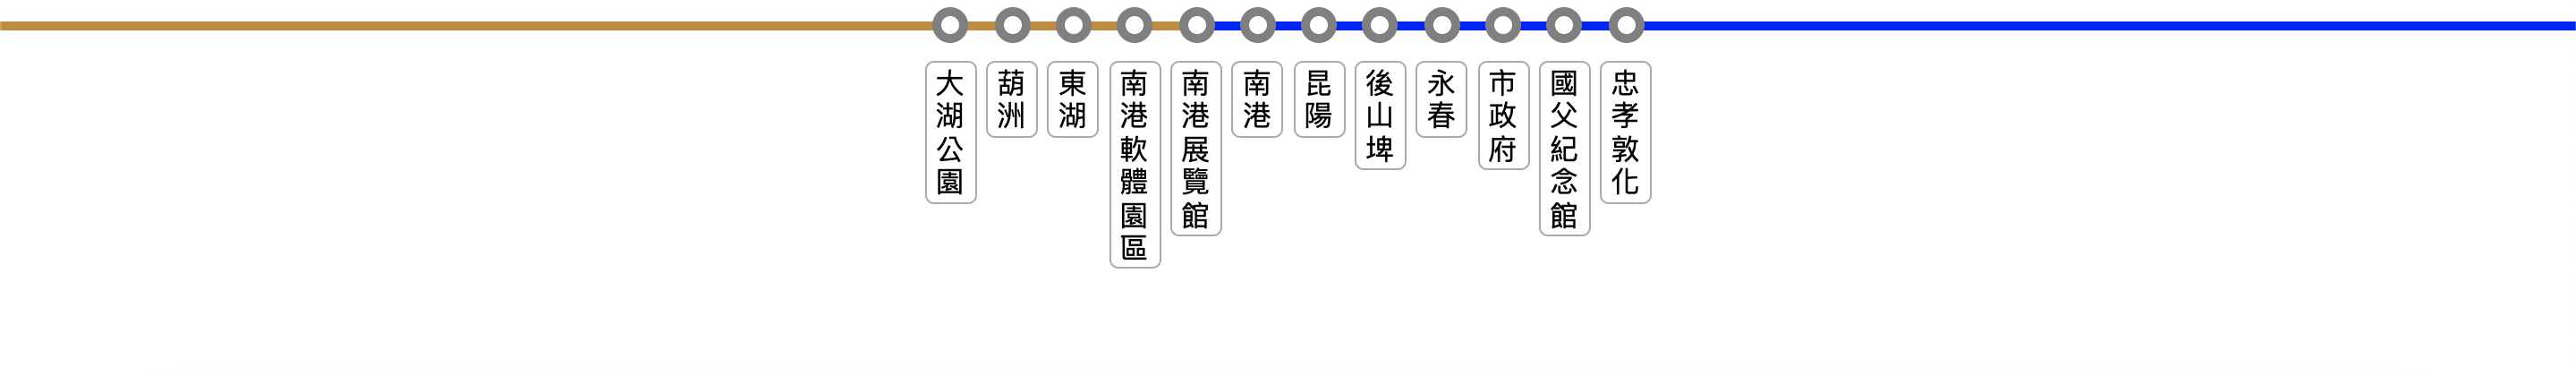 大湖公園
葫洲
東湖
南港軟體園區
南港展覽館
南港
昆陽
後山埤
永春
市政府
國父紀念館
忠孝敦化